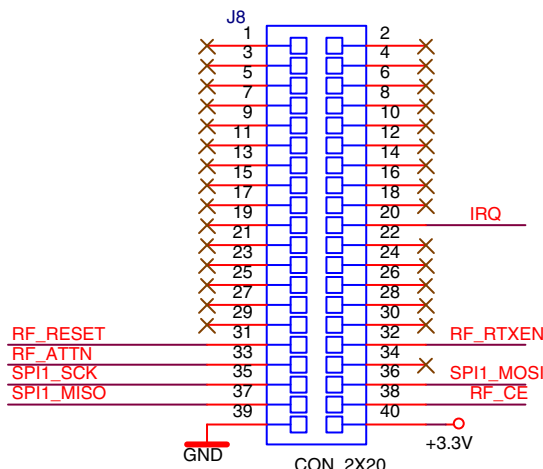 J8
1 2
3 4
5 6
7 8
9 10
11 12
13 14
15 16
17 18
19 20 IRQ
21 22
23 24
25 26
27 28
29 30
RF_RESET 31 32 RF_RTXEN
RF_ATTN 33 34
SPI1_SCK 35 36 SPI1_MOSI
SPI1_MISO 37 38 RF_CE
39 40
GND +3.3V
CON 2X20